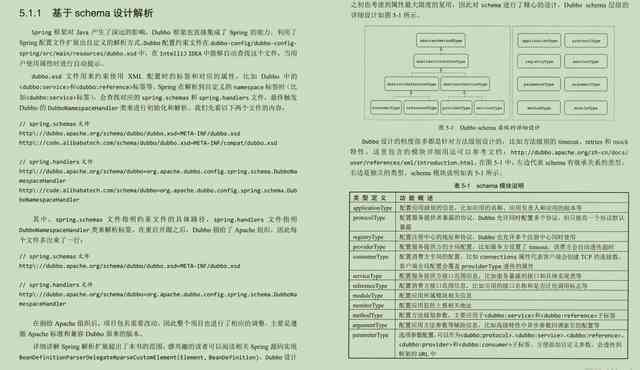 5.1.1 基于 schema 设计解析
Spring 框架对 Java 产生了深远的影响，Dubbo 框架也直接集成了 Spring 的能力，利用了
Spring 配置文件扩展出自定义的解析方式。Dubbo 配置约束文件在 dubbo-config/dubbo-config-
spring/src/main/resources/dubbo.xsd 中，在 IntelliJ IDEA 中能够自动查找这个文件，当用
户使用属性时进行自动提示。
dubbo.xsd 文件用来约束使用 XML 配置时的标签和对应的属性，比如 Dubbo 中的
<dubbo:service>和<dubbo:reference>标签等。Spring 在解析到自定义的 namespace 标签时（比
如<dubbo:service>标签），会查找对应的 spring.schemas 和 spring.handlers 文件，最终触发
Dubbo 的 DubboNamespaceHandler 类来进行初始化和解析。我们先看以下两个文件的内容：
// spring.schemas 文件
http\://dubbo.apache.org/schema/dubbo/dubbo.xsd=META-INF/dubbo.xsd
http\://code.alibabatech.com/schema/dubbo/dubbo.xsd=META-INF/compat/dubbo.xsd
// spring.handlers 文件
http\://dubbo.apache.org/schema/dubbo=org.apache.dubbo.config.spring.schema.DubboNa
mespaceHandler
http\://code.alibabatech.com/schema/dubbo=org.apache.dubbo.config.spring.schema.Dub
boNamespaceHandler
其中，spring.schemas 文件指明约束文件的具体路径，spring.handlers 文件指明
DubboNamespaceHandler 类来解析标签。在重启开源之后，Dubbo 捐给了 Apache 组织，因此每
个文件多出来了一行：
// spring.schemas 文件
http\://dubbo.apache.org/schema/dubbo/dubbo.xsd=META-INF/dubbo.xsd
// spring.handlers 文件
http\://dubbo.apache.org/schema/dubbo=org.apache.dubbo.config.spring.schema.DubboNa
mespaceHandler
在捐给 Apache 组织后，项目包名需要改动，因此整个项目也进行了相应的调整，主要是遵
循 Apache 标准和兼容 Dubbo 原来的版本。
详细讲解 Spring 解析扩展超出了本书的范围，感兴趣的读者可以阅读相关 Spring 源码实现
BeanDefinitionParserDelegate#parseCustomElement(Element, BeanDefinition)。Dubbo 设计
之初也考虑到属性最大限度的复用，因此对 schema 进行了精心的设计，Dubbo schema 层级的
详细设计如图 5-1 所示。
图 5-1 Dubbo schema 层级的详细设计
Dubbo 设计的粒度很多都是针对方法级别设计的，比如方法级别的 timeout、retries 和 mock
特性。这里包含的模块详细用法可以参考文档：http://dubbo.apache.org/zh-cn/docs/
user/references/xml/introduction.html。在图 5-1 中，左边代表 schema 有继承关系的类型，
右边是独立的类型，schema 模块说明如表 5-1 所示。
表 5-1 schema 模块说明
类 型 定 义 功 能 概 述
applicationType 配置应用级别的信息，比如应用的名称、应用负责人和应用的版本等
protocolType 配置服务提供者暴露的协议，Dubbo 允许同时配置多个协议，但只能有一个协议默认
暴露
registryType 配置注册中心的地址和协议，Dubbo 也允许多个注册中心同时使用
providerType 配置服务提供方的全局配置，比如服务方设置了 timeout，消费方会自动透传超时
consumerType 配置消费方全局的配置，比如 connections 属性代表客户端会创建 TCP 的连接数，
客户端全局配置会覆盖 providerType 透传的属性
serviceType 配置服务提供方接口范围信息，比如服务暴露的接口和具体实现类等
referenceType 配置消费方接口范围信息，比如引用的接口名称和是否泛化调用标志等
moduleType 配置应用所属模块相关信息
monitorType 配置应用监控上报相关地址
methodType 配置方法级别参数，主要应用于<dubbo:service>和<dubbo:reference>子标签
argumentType 配置应用方法参数等辅助信息，比如高级特性中异步参数回调索引的配置等
parameterType 选项参数配置，可以作为<dubbo:protocol>、<dubbo:service>、<dubbo:reference>、
<dubbo:provider>和<dubbo:consumer>子标签，方便添加自定义参数，会透传到
框架的 URL 中